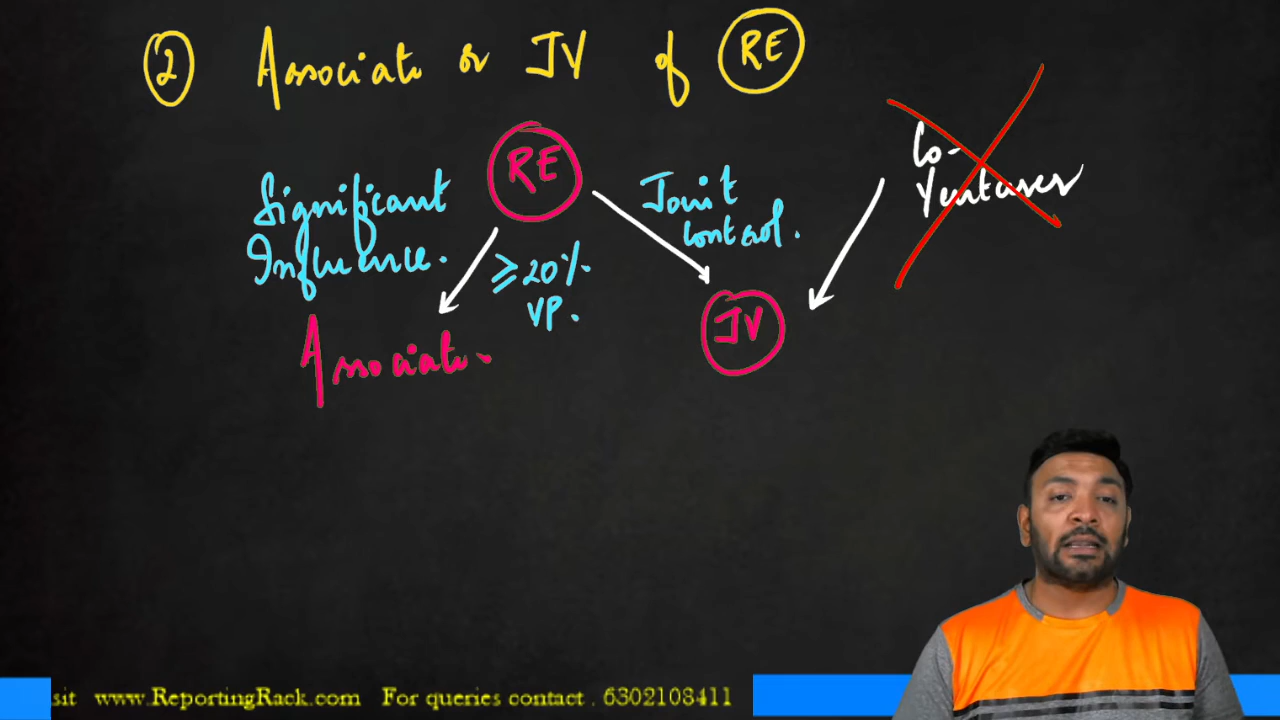 ② Associate or JV of RE
RE
Significant
Influence.
≥20%
VP.
Associate.
Joint
control.
JV
Co-
Venturer
sit www.ReportingRack.com For queries contact . 6302108411